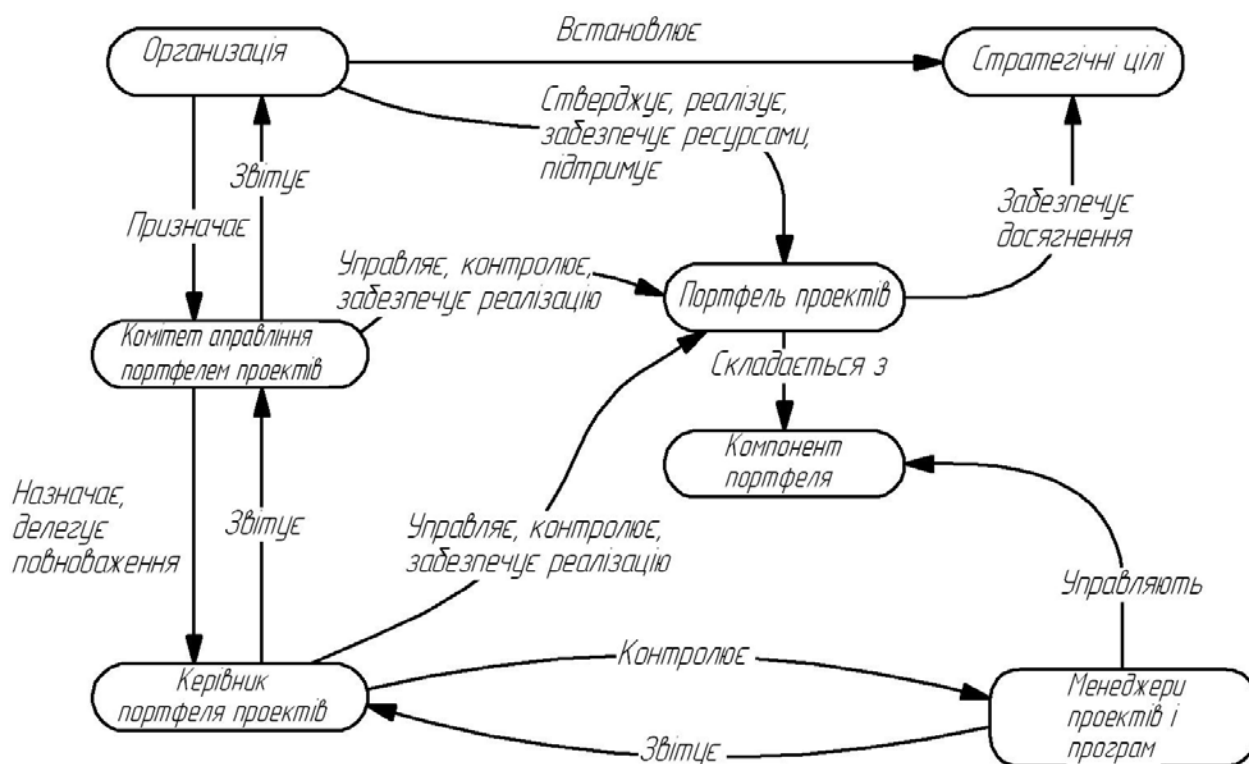 Организація
Встановлює
Стратегічні цілі
Стверджує, реалізує,
забезпечує ресурсами,
підтримує
Звітує
Призначає
Забезпечує
досягнення
Управляє, контролює,
забезпечує реалізацію
Портфель проектів
Комітет аправління
портфелем проектів
Складається з
Компонент
портфеля
Назначає,
делегує
повноваження
Звітує
Управляє, контролює,
забезпечує реалізацію
Управляють
Контролює
Керівник
портфеля проектів
Менеджери
проектів і
програм
Звітує